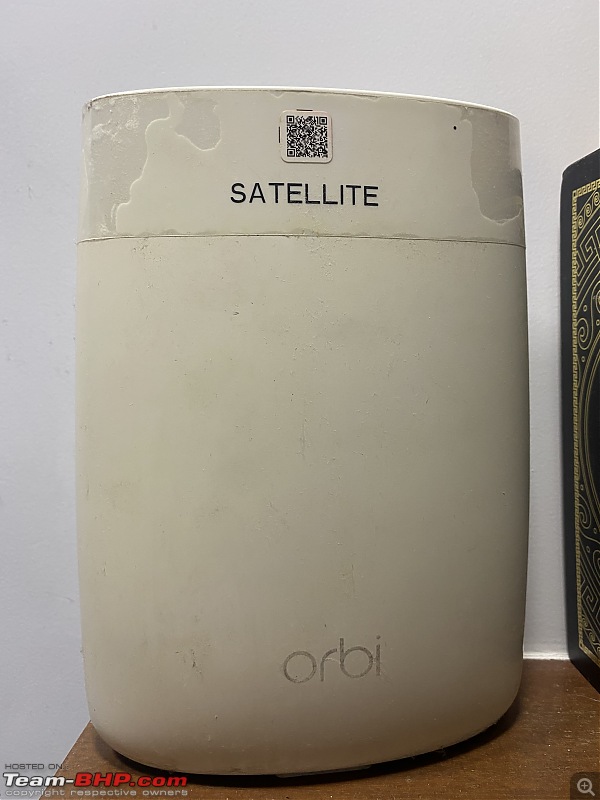 SATELLITE
orbi
HOSTED ON
Team-BHP.com
copyright respective owners